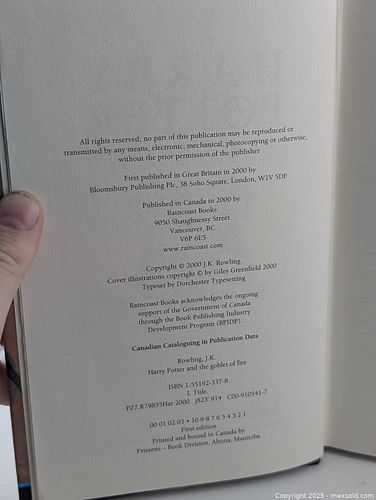 All rights reserved; no part of this publication may be reproduced or
transmitted by any means, electronic, mechanical, photocopying or otherwise,
without the prior permission of the publisher
First published in Great Britain in 2000 by
Bloomsbury Publishing Plc, 38 Soho Square, London, W1V 5DF
Published in Canada in 2000 by
Raincoast Books
9050 Shaughnessy Street
Vancouver, BC
V6P 6E5
www.raincoast.com
Copyright © 2000 J.K. Rowling
Cover illustrations copyright © by Giles Greenfield 2000
Typeset by Dorchester Typesetting
Raincoast Books acknowledges the ongoing
support of the Government of Canada
through the Book Publishing Industry
Development Program (BPIDP).
Canadian Cataloguing in Publication Data
Rowling, J.K.
Harry Potter and the goblet of fire
ISBN 1-55192-337-8
I. Title.
PZ7.R79835Har 2000 j823'.914 C00-910541-7
00 01 02 03 • 10 9 8 7 6 5 4 3 2 1
First edition
Printed and bound in Canada by
Friesens – Book Division, Altona, Manitoba
Copyright 2025 - maxsold.com